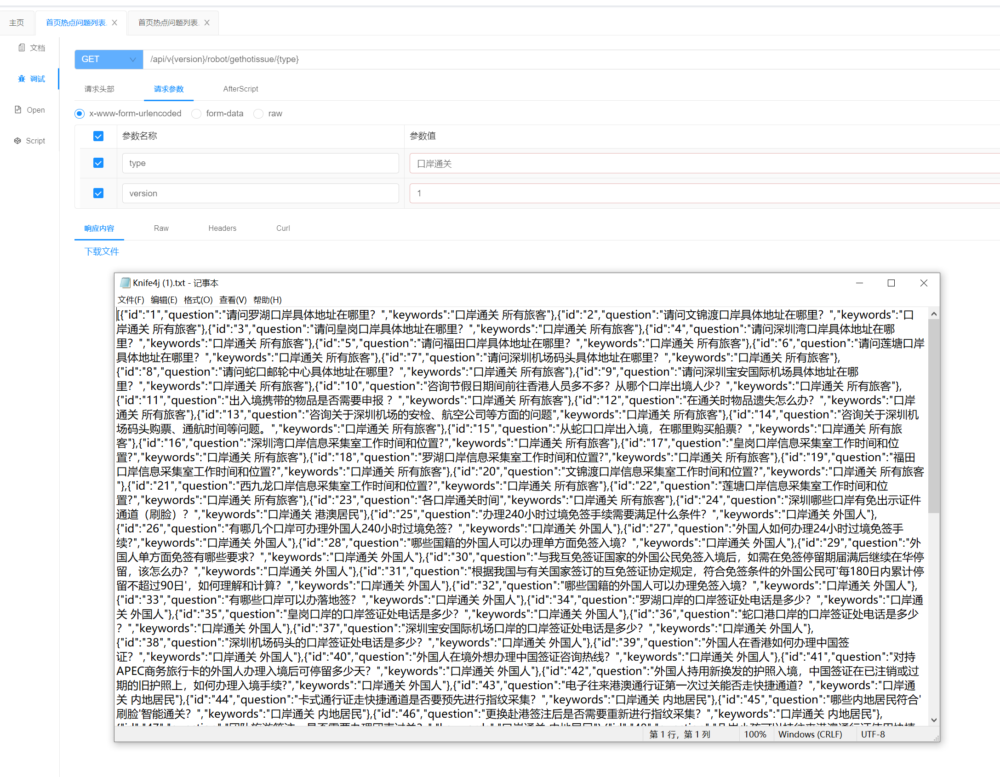 主页
首页热点问题列表.
首页热点问题列表.
文档
调试
Open
Script
GET
/api/v{version}/robot/gethotissue/{type}
请求头部
请求参数
AfterScript
x-www-form-urlencoded
form-data
raw
参数名称
参数值
type
口岸通关
version
1
响应内容
Raw
Headers
Curl
下载文件
Knife4j (1).txt - 记事本
文件(F) 编辑(E) 格式(O) 查看(V) 帮助(H)
[{"id":"1","question":"请问罗湖口岸具体地址在哪里？","keywords":"口岸通关 所有旅客"},{"id":"2","question":"请问文锦渡口岸具体地址在哪里？","keywords":"口
岸通关 所有旅客"},{"id":"3","question":"请问皇岗口岸具体地址在哪里？","keywords":"口岸通关 所有旅客"},{"id":"4","question":"请问深圳湾口岸具体地址在哪
里？","keywords":"口岸通关 所有旅客"},{"id":"5","question":"请问福田口岸具体地址在哪里？","keywords":"口岸通关 所有旅客"},{"id":"6","question":"请问莲塘口岸
具体地址在哪里？","keywords":"口岸通关 所有旅客"},{"id":"7","question":"请问深圳机场码头具体地址在哪里？","keywords":"口岸通关 所有旅客"},
{"id":"8","question":"请问蛇口邮轮中心具体地址在哪里？","keywords":"口岸通关 所有旅客"},{"id":"9","question":"请问深圳宝安国际机场具体地址在哪
里？","keywords":"口岸通关 所有旅客"},{"id":"10","question":"咨询节假日期间前往香港人员多不多？从哪个口岸出境人少？","keywords":"口岸通关 所有旅客"},
{"id":"11","question":"出入境携带的物品是否需要申报 ？","keywords":"口岸通关 所有旅客"},{"id":"12","question":"在通关时物品遗失怎么办？","keywords":"口岸
通关 所有旅客"},{"id":"13","question":"咨询关于深圳机场的安检、航空公司等方面的问题","keywords":"口岸通关 所有旅客"},{"id":"14","question":"咨询关于深圳机
场码头购票、通航时间等问题。","keywords":"口岸通关 所有旅客"},{"id":"15","question":"从蛇口口岸出入境，在哪里购买船票？","keywords":"口岸通关 所有旅
客"},{"id":"16","question":"深圳湾口岸信息采集室工作时间和位置?","keywords":"口岸通关 所有旅客"},{"id":"17","question":"皇岗口岸信息采集室工作时间和位
置?","keywords":"口岸通关 所有旅客"},{"id":"18","question":"罗湖口岸信息采集室工作时间和位置?","keywords":"口岸通关 所有旅客"},{"id":"19","question":"福田
口岸信息采集室工作时间和位置?","keywords":"口岸通关 所有旅客"},{"id":"20","question":"文锦渡口岸信息采集室工作时间和位置?","keywords":"口岸通关 所有旅客
"},{"id":"21","question":"西九龙口岸信息采集室工作时间和位置?","keywords":"口岸通关 所有旅客"},{"id":"22","question":"莲塘口岸信息采集室工作时间和位
置?","keywords":"口岸通关 所有旅客"},{"id":"23","question":"各口岸通关时间","keywords":"口岸通关 所有旅客"},{"id":"24","question":"深圳哪些口岸有免出示证件
通道（刷脸）？","keywords":"口岸通关 港澳居民"},{"id":"25","question":"办理240小时过境免签手续需要满足什么条件？","keywords":"口岸通关 外国人"},
{"id":"26","question":"有哪几个口岸可办理外国人240小时过境免签？","keywords":"口岸通关 外国人"},{"id":"27","question":"外国人如何办理24小时过境免签手
续?","keywords":"口岸通关 外国人"},{"id":"28","question":"哪些国籍的外国人可以办理单方面免签入境？","keywords":"口岸通关 外国人"},{"id":"29","question":"外
国人单方面免签有哪些要求？","keywords":"口岸通关 外国人"},{"id":"30","question":"与我互免签证国家的外国公民免签入境后，如需在免签停留期届满后继续在华停
留，该怎么办？","keywords":"口岸通关 外国人"},{"id":"31","question":"根据我国与有关国家签订的互免签证协定规定，符合免签条件的外国公民可'每180日内累计停
留不超过90日'，如何理解和计算？","keywords":"口岸通关 外国人"},{"id":"32","question":"哪些国籍的外国人可以办理免签入境？","keywords":"口岸通关 外国人"},
{"id":"33","question":"有哪些口岸可以办落地签？","keywords":"口岸通关 外国人"},{"id":"34","question":"罗湖口岸的口岸签证处电话是多少？","keywords":"口岸通
关 外国人"},{"id":"35","question":"皇岗口岸的口岸签证处电话是多少？","keywords":"口岸通关 外国人"},{"id":"36","question":"蛇口港口岸的口岸签证处电话是多少
？","keywords":"口岸通关 外国人"},{"id":"37","question":"深圳宝安国际机场口岸的口岸签证处电话是多少？","keywords":"口岸通关 外国人"},
{"id":"38","question":"深圳机场码头的口岸签证处电话是多少？","keywords":"口岸通关 外国人"},{"id":"39","question":"外国人在香港如何办理中国签
证？","keywords":"口岸通关 外国人"},{"id":"40","question":"外国人在境外想办理中国签证咨询热线？","keywords":"口岸通关 外国人"},{"id":"41","question":"对持
APEC商务旅行卡的外国人办理入境后可停留多少天？","keywords":"口岸通关 外国人"},{"id":"42","question":"外国人持用新换发的护照入境，中国签证在已注销或过
期的旧护照上，如何办理入境手续?","keywords":"口岸通关 外国人"},{"id":"43","question":"电子往来港澳通行证第一次过关能否走快捷通道？","keywords":"口岸通
关 内地居民"},{"id":"44","question":"卡式通行证走快捷通道是否要预先进行指纹采集？","keywords":"口岸通关 内地居民"},{"id":"45","question":"哪些内地居民符合'
刷脸'智能通关？","keywords":"口岸通关 内地居民"},{"id":"46","question":"更换赴港签注后是否需要重新进行指纹采集？","keywords":"口岸通关 内地居民"},
第 1 行，第 1 列
100%
Windows (CRLF)
UTF-8